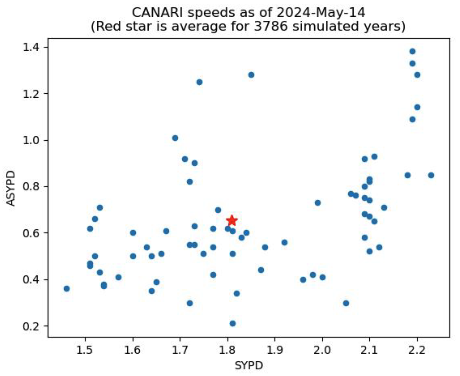 CANARI speeds as of 2024-May-14
(Red star is average for 3786 simulated years)
1.4
1.2
1.0
0.8
0.6
0.4
0.2
ASYPD
1.5 1.6 1.7 1.8 1.9 2.0 2.1 2.2
SYPD